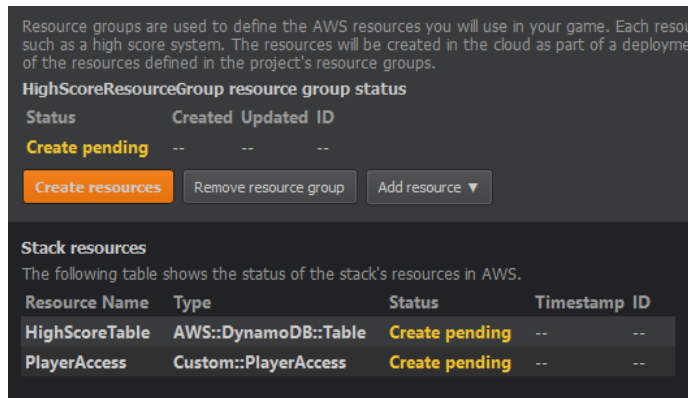 Resource groups are used to define the AWS resources you will use in your game. Each
such as a high score system. The resources will be created in the cloud as part of a
of the resources defined in the project's resource groups.
HighScoreResourceGroup resource group status
Status Created Updated ID
Create pending -- -- --
Create resources Remove resource group Add resource ▼
Stack resources
The following table shows the status of the stack's resources in AWS.
Resource Name Type Status Timestamp ID
HighScoreTable AWS::DynamoDB::Table Create pending -- --
PlayerAccess Custom::PlayerAccess Create pending -- --